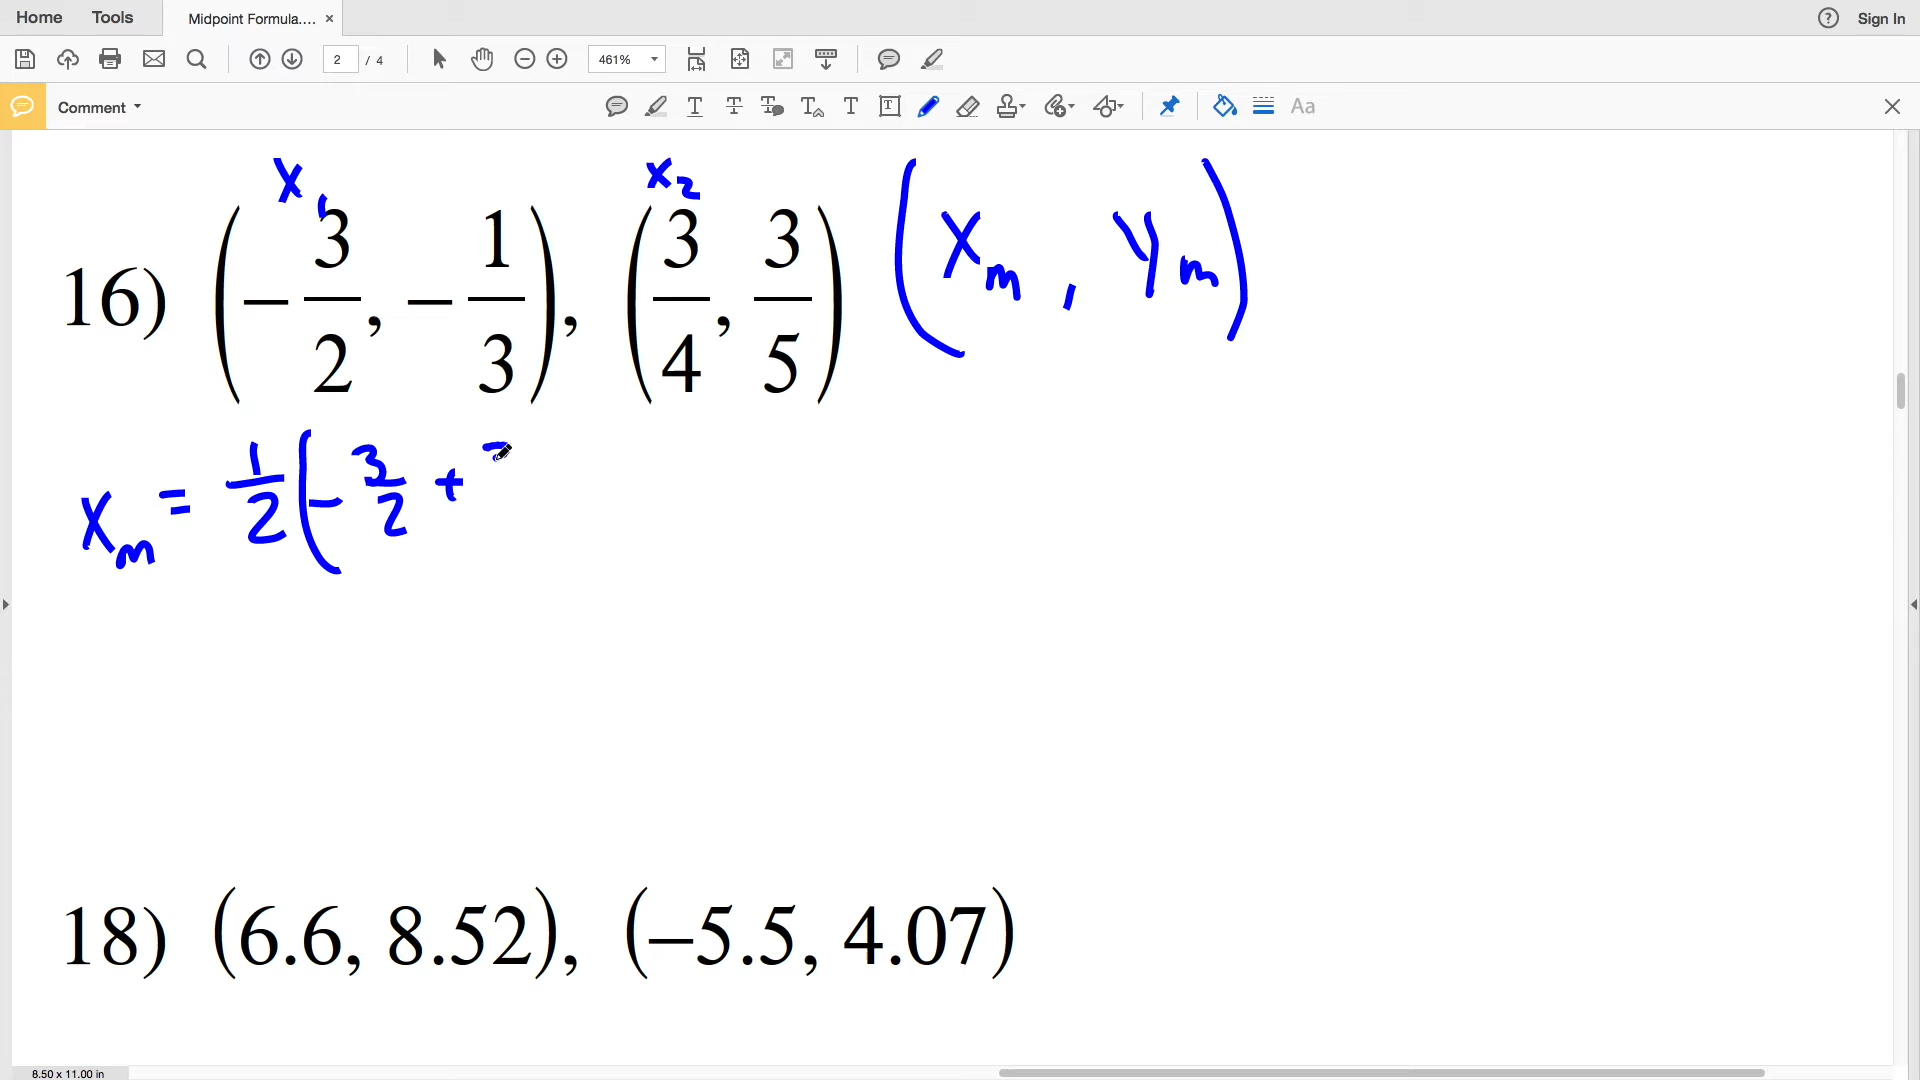 Home Tools Midpoint Formula.... × ? Sign In
2 / 4 461%
Comment Aa
x₁ x₂
16) (-3/2, -1/3), (3/4, 3/5) (Xₘ, Yₘ)
Xₘ = 1/2(-3/2 +
18) (6.6, 8.52), (−5.5, 4.07)
8.50 x 11.00 in